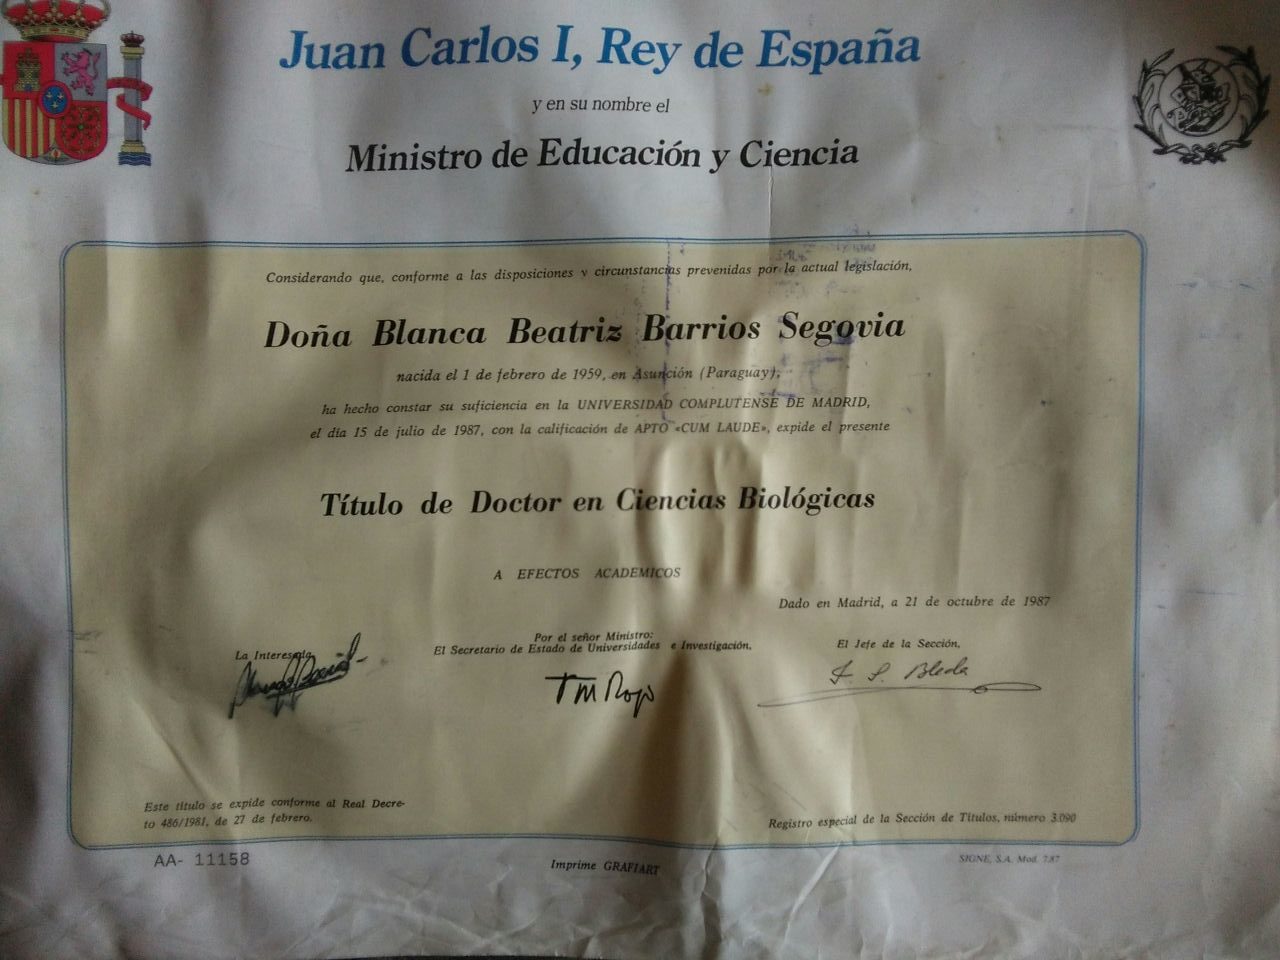 Juan Carlos I, Rey de España
y en su nombre el
Ministro de Educación y Ciencia
Considerando que, conforme a las disposiciones y circunstancias prevenidas por la actual legislación,
Doña Blanca Beatriz Barrios Segovia
nacida el 1 de febrero de 1959, en Asunción (Paraguay),
ha hecho constar su suficiencia en la UNIVERSIDAD COMPLUTENSE DE MADRID,
el día 15 de julio de 1987, con la calificación de APTO «CUM LAUDE», expide el presente
Título de Doctor en Ciencias Biológicas
A EFECTOS ACADEMICOS
Dado en Madrid, a 21 de octubre de 1987
La Interesada,
Por el señor Ministro:
El Secretario de Estado de Universidades e Investigación,
El Jefe de la Sección,
Este título se expide conforme al Real Decre-
to 486/1981, de 27 de febrero.
Registro especial de la Sección de Títulos, número 3.090
AA- 11158
Imprime GRAFIART
SIGNE, S.A. Mod. 7.87